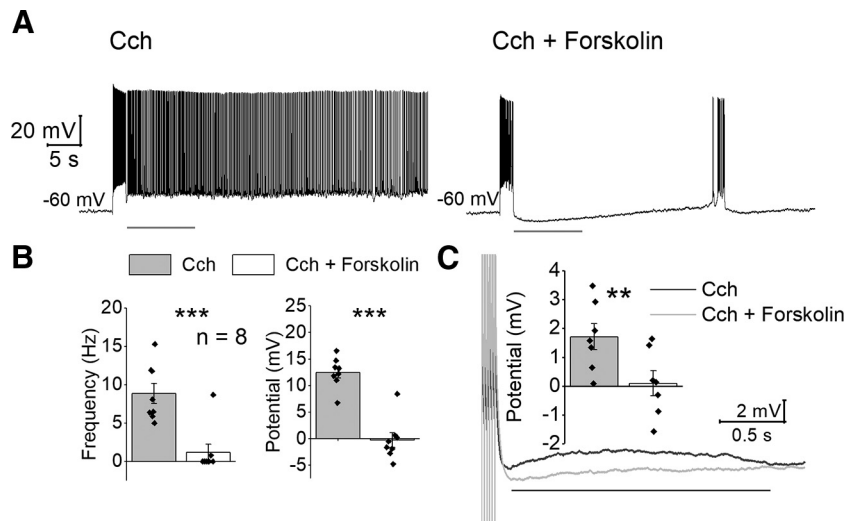 A
Cch
Cch + Forskolin
20 mV
5 s
-60 mV
-60 mV
B
Cch
Cch + Forskolin
Frequency (Hz)
20
15
10
5
0
***
n = 8
Potential (mV)
25
20
15
10
5
0
-5
***
C
Potential (mV)
4
3
2
1
0
-1
-2
**
Cch
Cch + Forskolin
2 mV
0.5 s